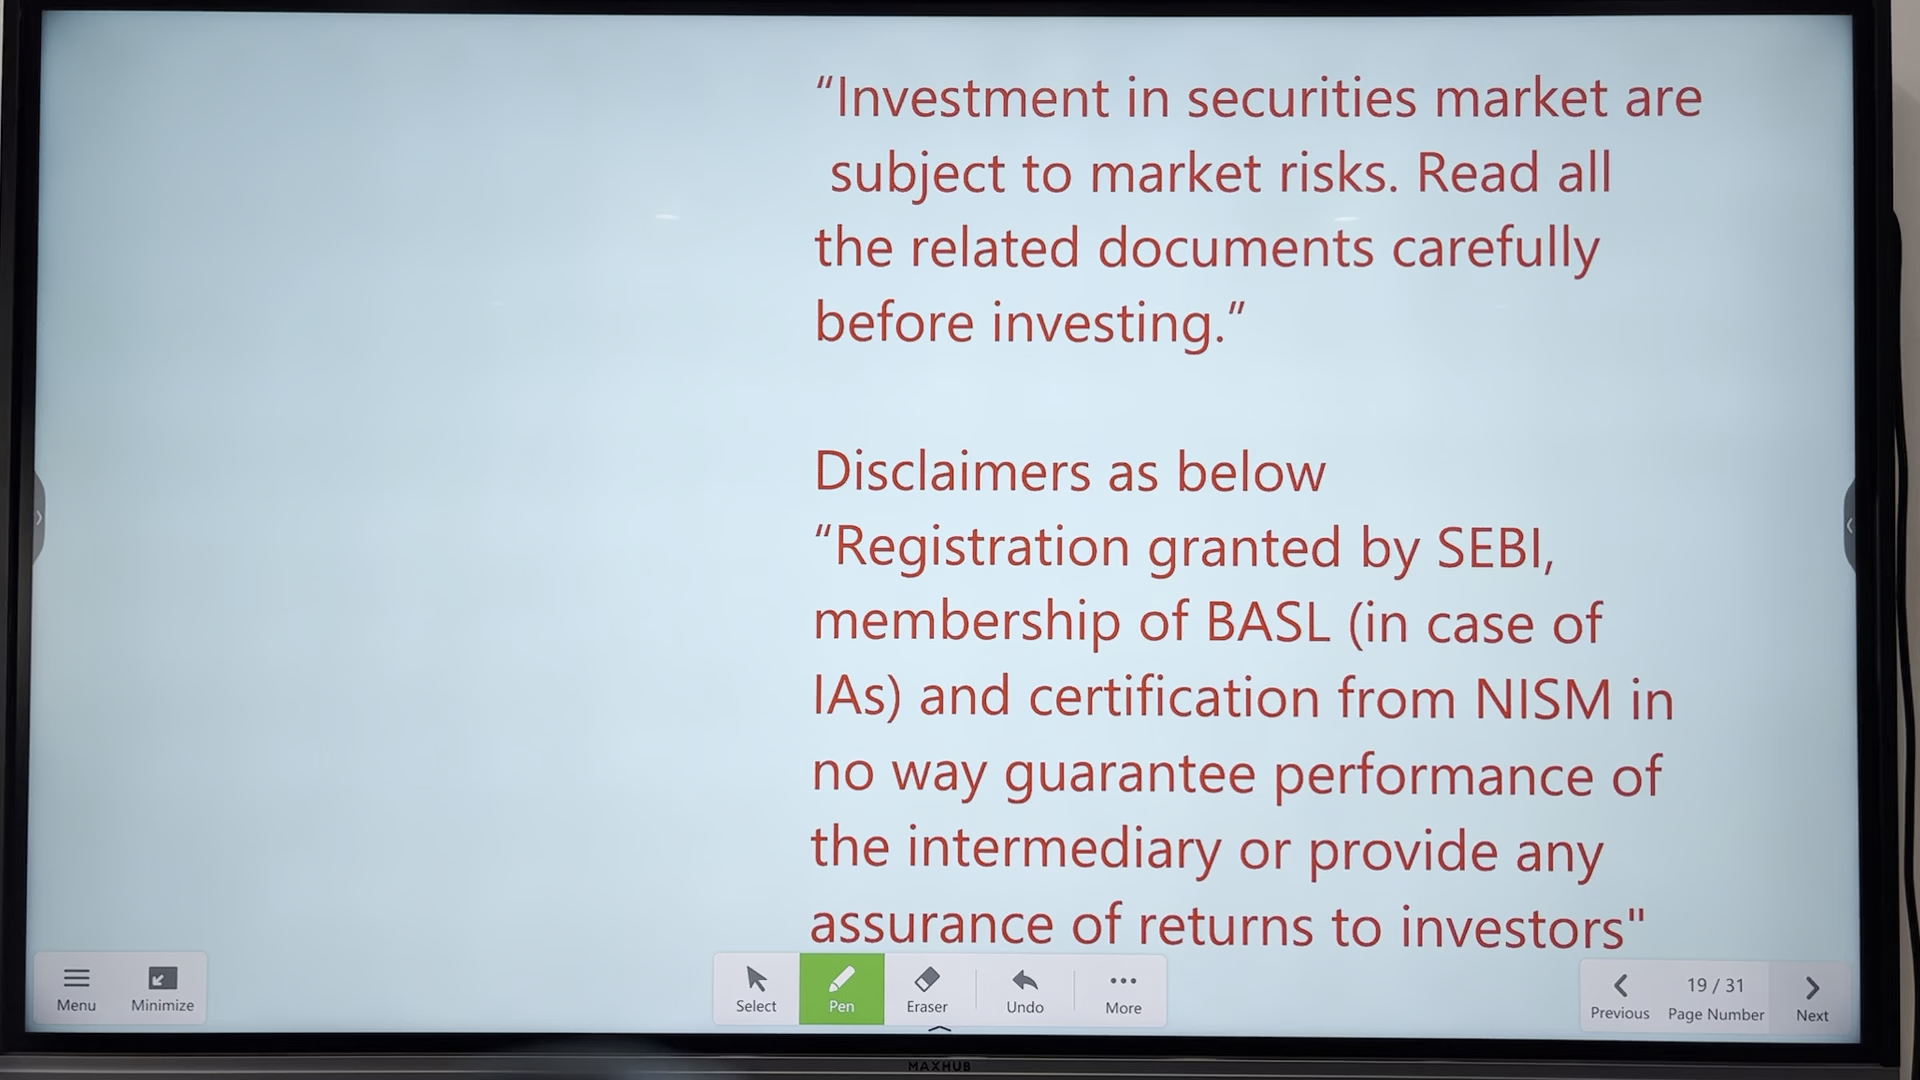 “Investment in securities market are
subject to market risks. Read all
the related documents carefully
before investing.”
Disclaimers as below
“Registration granted by SEBI,
membership of BASL (in case of
IAs) and certification from NISM in
no way guarantee performance of
the intermediary or provide any
assurance of returns to investors"
Menu
Minimize
Select
Pen
Eraser
Undo
More
Previous
19 / 31
Page Number
Next
MAXHUB